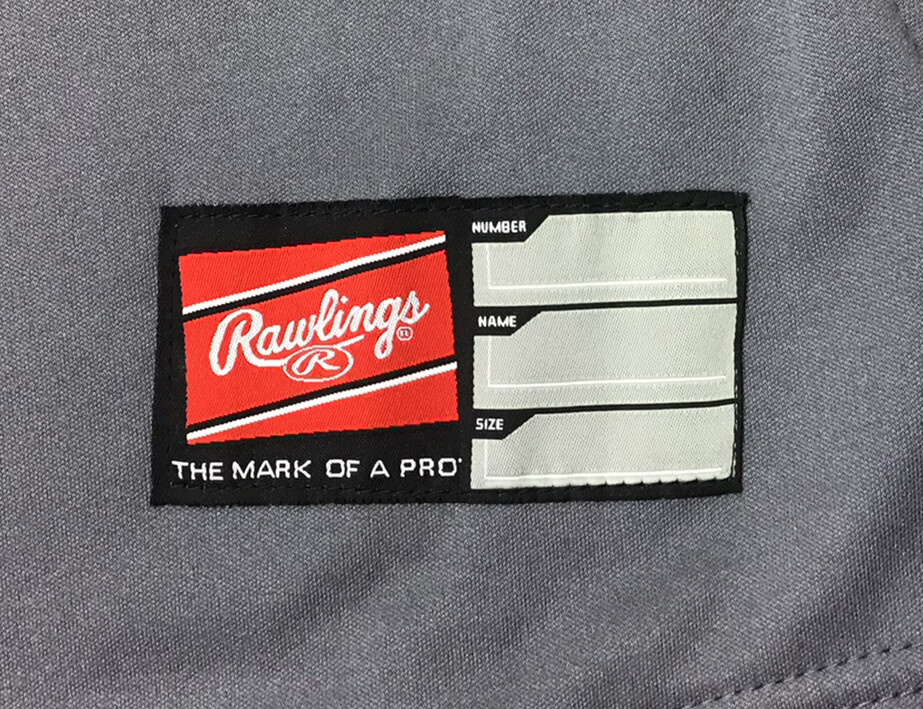 Rawlings
R
THE MARK OF A PRO
NUMBER
NAME
SIZE